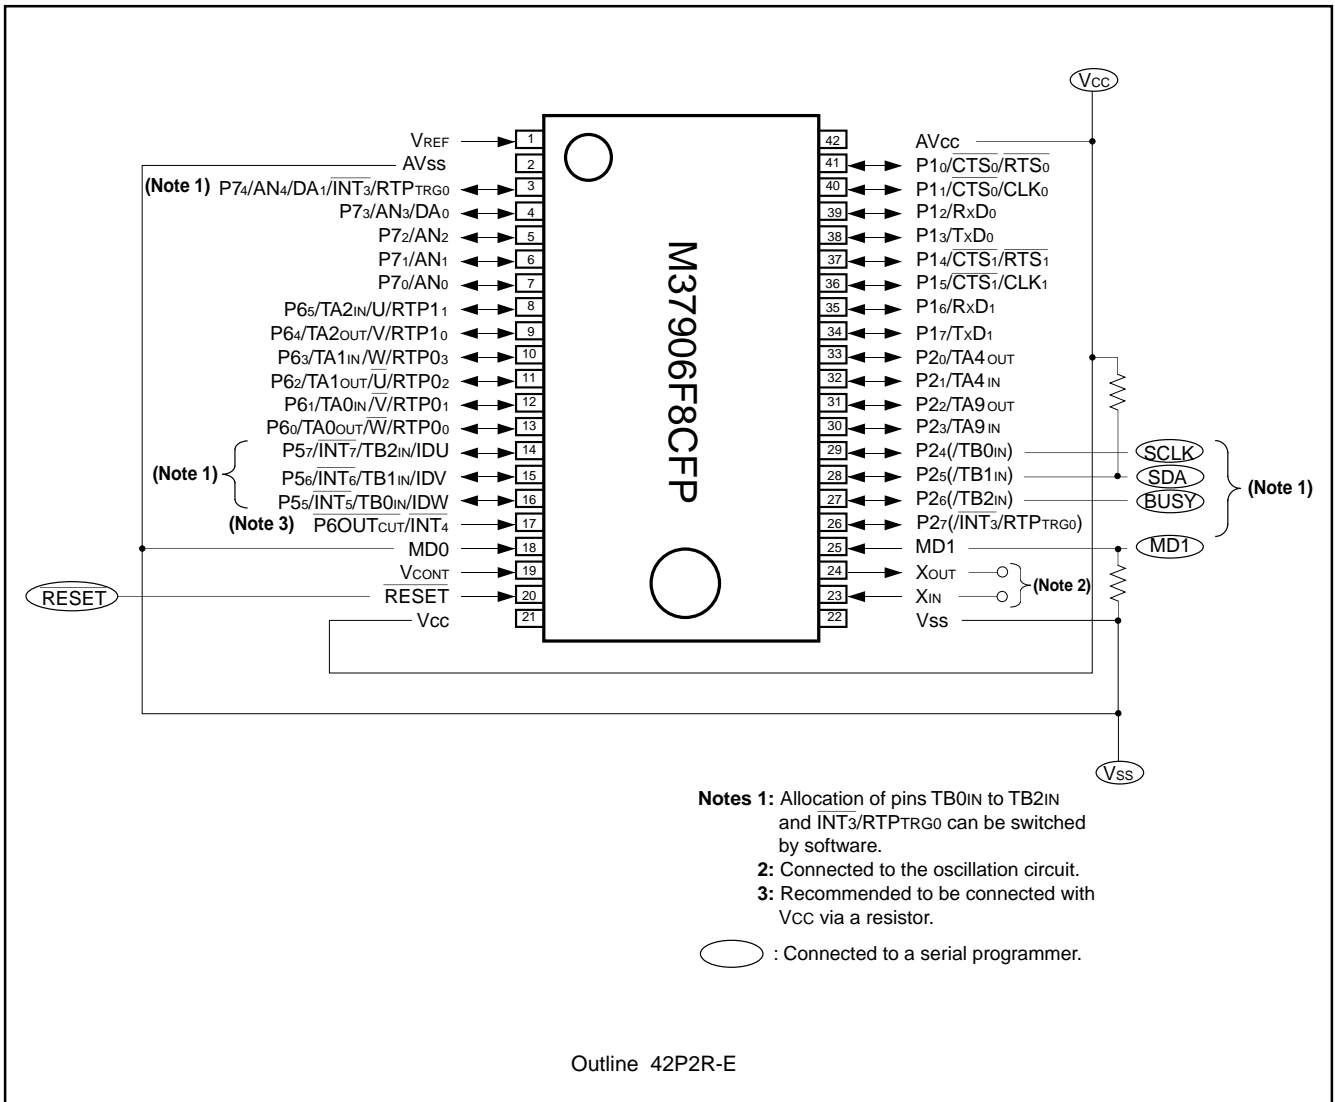 Vcc
VREF 1
AVss 2
(Note 1) P74/AN4/DA1/INT3/RTPTRG0 3
P73/AN3/DA0 4
P72/AN2 5
P71/AN1 6
P70/AN0 7
P65/TA2IN/U/RTP11 8
P64/TA2OUT/V/RTP10 9
P63/TA1IN/W/RTP03 10
P62/TA1OUT/U/RTP02 11
P61/TA0IN/V/RTP01 12
P60/TA0OUT/W/RTP00 13
P57/INT7/TB2IN/IDU 14
(Note 1) P56/INT6/TB1IN/IDV 15
P55/INT5/TB0IN/IDW 16
(Note 3) P6OUTCUT/INT4 17
MD0 18
VCONT 19
RESET RESET 20
Vcc 21
M37906F8CFP
42 AVcc
41 P10/CTS0/RTS0
40 P11/CTS0/CLK0
39 P12/RxD0
38 P13/TxD0
37 P14/CTS1/RTS1
36 P15/CTS1/CLK1
35 P16/RxD1
34 P17/TxD1
33 P20/TA4OUT
32 P21/TA4IN
31 P22/TA9OUT
30 P23/TA9IN
29 P24(/TB0IN) SCLK
28 P25(/TB1IN) SDA
27 P26(/TB2IN) BUSY
(Note 1)
26 P27(/INT3/RTPTRG0)
25 MD1 MD1
24 XOUT
(Note 2)
23 XIN
22 Vss
Vss
Notes 1: Allocation of pins TB0IN to TB2IN
and INT3/RTPTRG0 can be switched
by software.
2: Connected to the oscillation circuit.
3: Recommended to be connected with
VCC via a resistor.
: Connected to a serial programmer.
Outline 42P2R-E